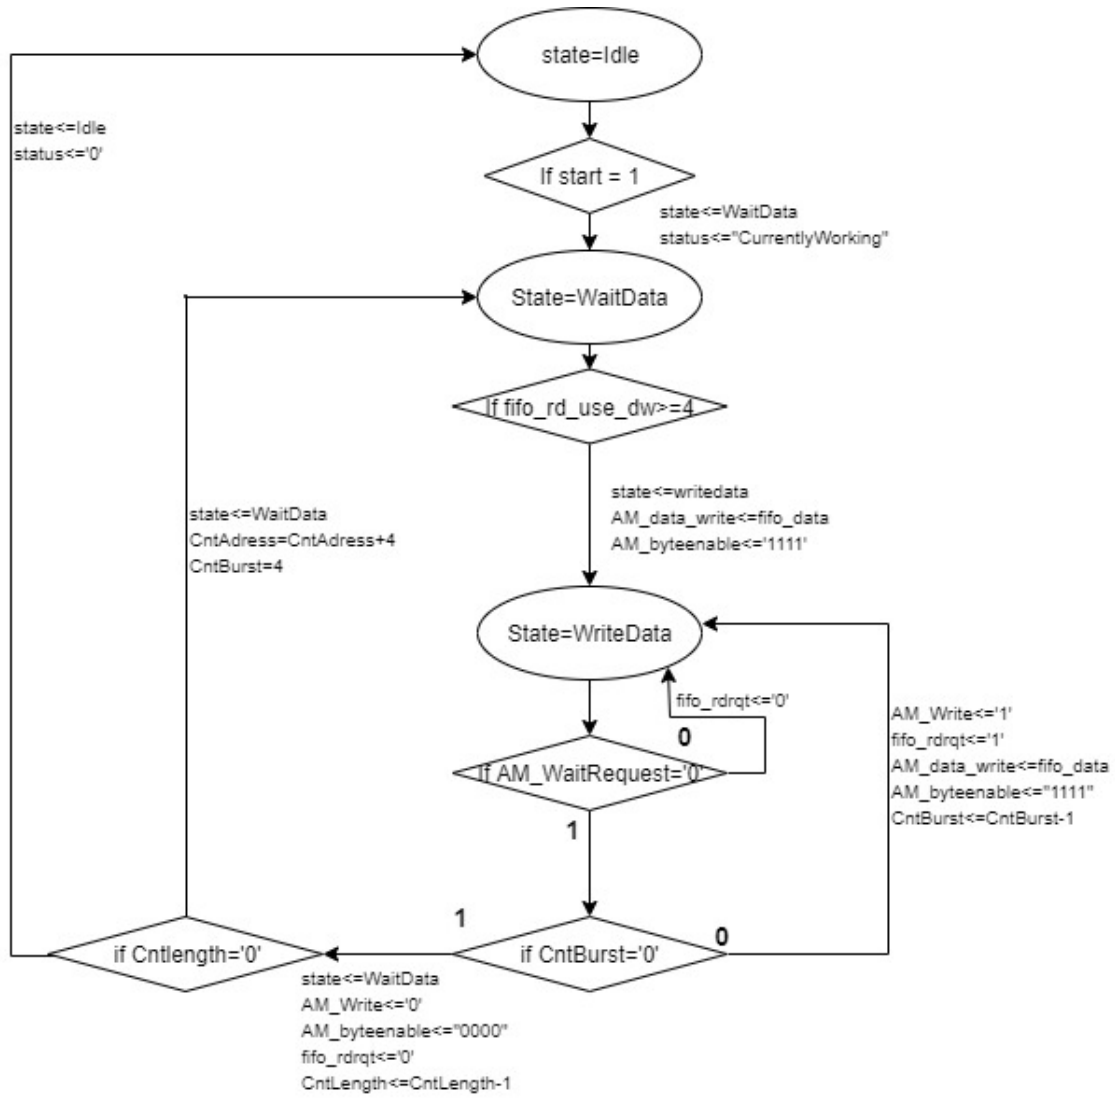 state=Idle
state<=Idle
status<='0'
If start = 1
state<=WaitData
status<="CurrentlyWorking"
State=WaitData
If fifo_rd_use_dw>=4
state<=writedata
AM_data_write<=fifo_data
AM_byteenable<='1111'
state<=WaitData
CntAdress=CntAdress+4
CntBurst=4
State=WriteData
fifo_rdrqt<='0'
0
If AM_WaitRequest='0'
1
AM_Write<='1'
fifo_rdrqt<='1'
AM_data_write<=fifo_data
AM_byteenable<="1111"
CntBurst<=CntBurst-1
if Cntlength='0'
1
if CntBurst='0'
0
state<=WaitData
AM_Write<='0'
AM_byteenable<="0000"
fifo_rdrqt<='0'
CntLength<=CntLength-1